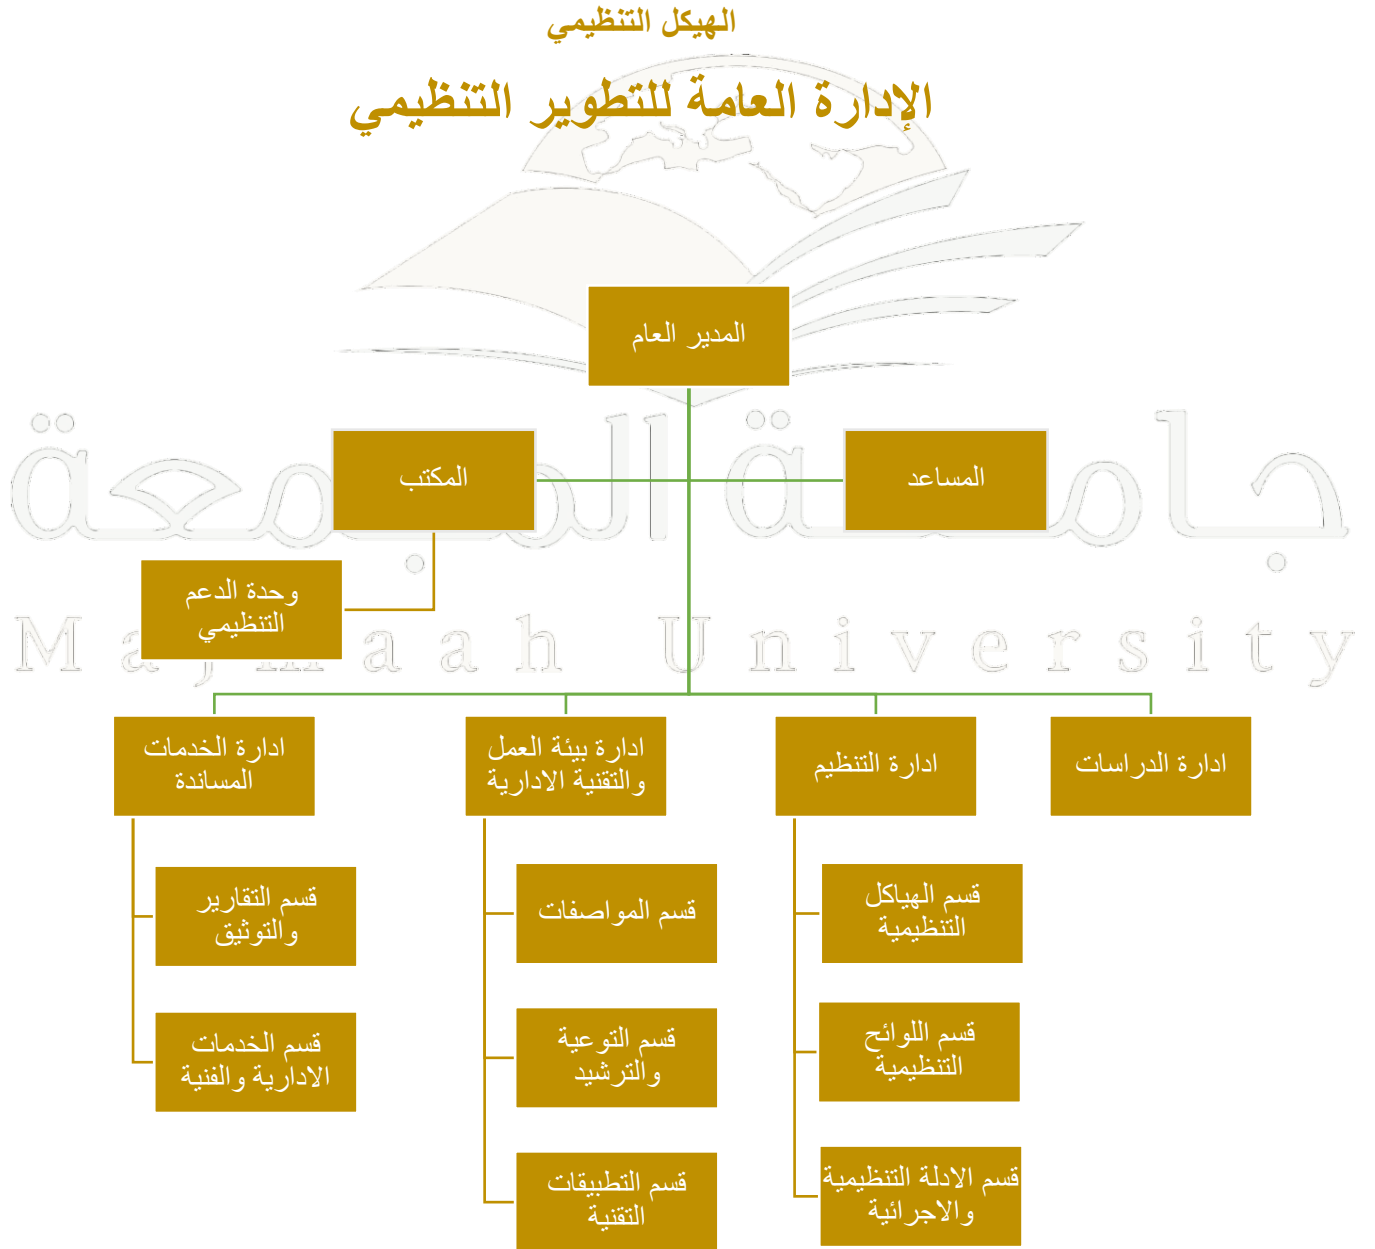 الهيكل التنظيمي
الإدارة العامة للتطوير التنظيمي
المدير العام
المساعد
المكتب
وحدة الدعم
التنظيمي
جامعة المجمعة
Majmaah University
ادارة الدراسات
ادارة التنظيم
ادارة بيئة العمل
والتقنية الادارية
ادارة الخدمات
المساندة
قسم الهياكل
التنظيمية
قسم اللوائح
التنظيمية
قسم الادلة التنظيمية
والاجرائية
قسم المواصفات
قسم التوعية
والترشيد
قسم التطبيقات
التقنية
قسم التقارير
والتوثيق
قسم الخدمات
الادارية والفنية